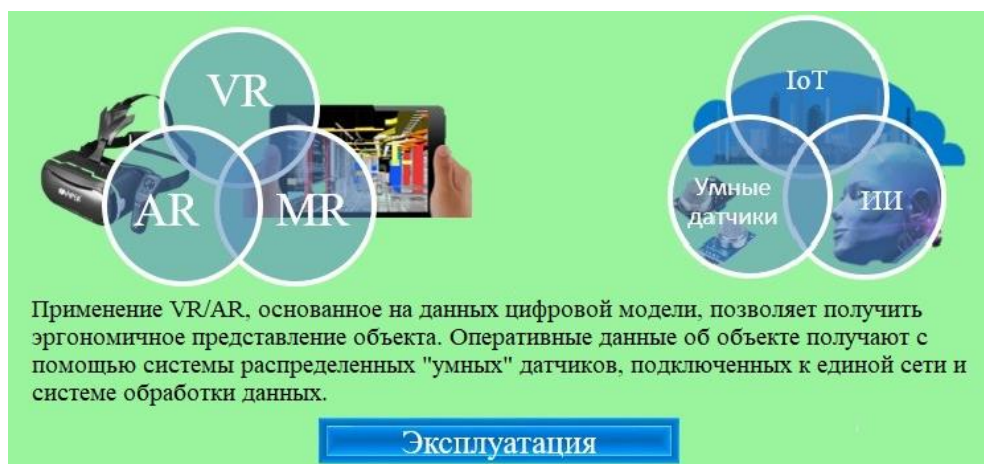 VR
AR
MR
IoT
Умные
датчики
ИИ
Применение VR/AR, основанное на данных цифровой модели, позволяет получить
эргономичное представление объекта. Оперативные данные об объекте получают с
помощью системы распределенных "умных" датчиков, подключенных к единой сети и
системе обработки данных.
Эксплуатация